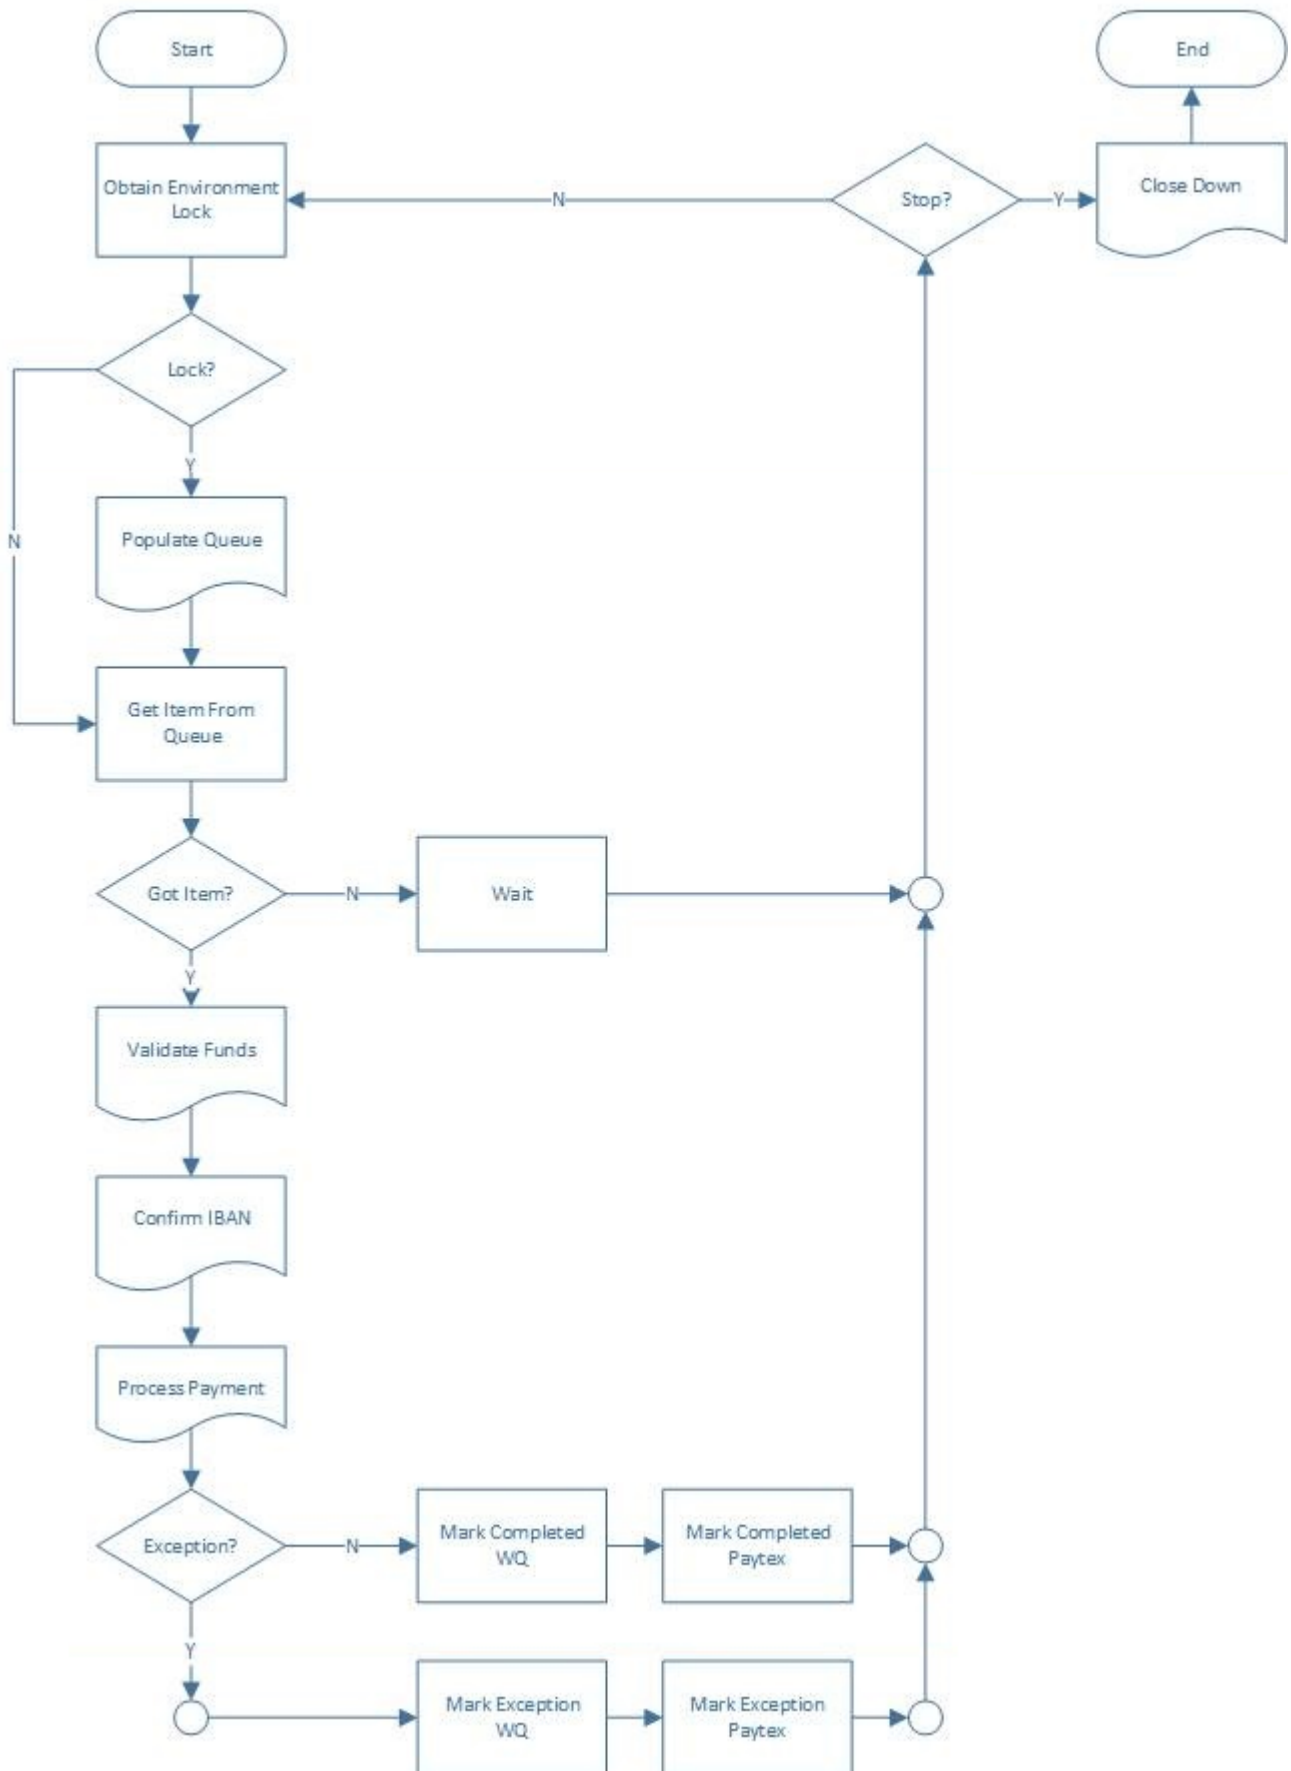 Start
End
Obtain Environment
Lock
N
Stop?
Y
Close Down
Lock?
Y
N
Populate Queue
Get Item From
Queue
Got Item?
N
Wait
Y
Validate Funds
Confirm IBAN
Process Payment
Exception?
N
Mark Completed
WQ
Mark Completed
Paytex
Y
Mark Exception
WQ
Mark Exception
Paytex